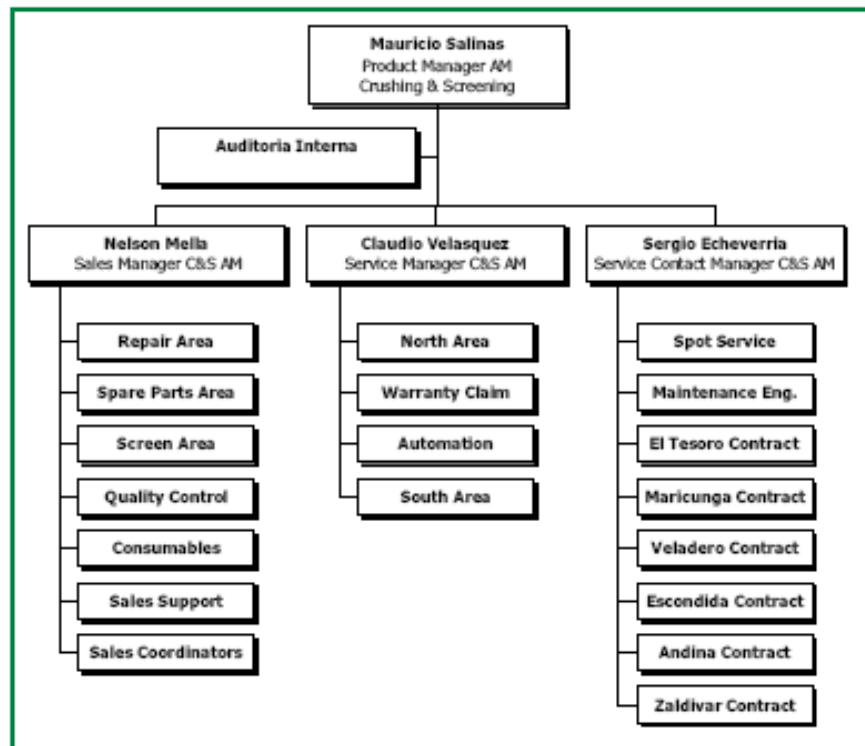 Mauricio Salinas
Product Manager AM
Crushing & Screening
Auditoria Interna
Nelson Mella
Sales Manager C&S AM
Claudio Velasquez
Service Manager C&S AM
Sergio Echeverria
Service Contact Manager C&S AM
Repair Area
Spare Parts Area
Screen Area
Quality Control
Consumables
Sales Support
Sales Coordinators
North Area
Warranty Claim
Automation
South Area
Spot Service
Maintenance Eng.
El Tesoro Contract
Maricunga Contract
Veladero Contract
Escondida Contract
Andina Contract
Zaldivar Contract